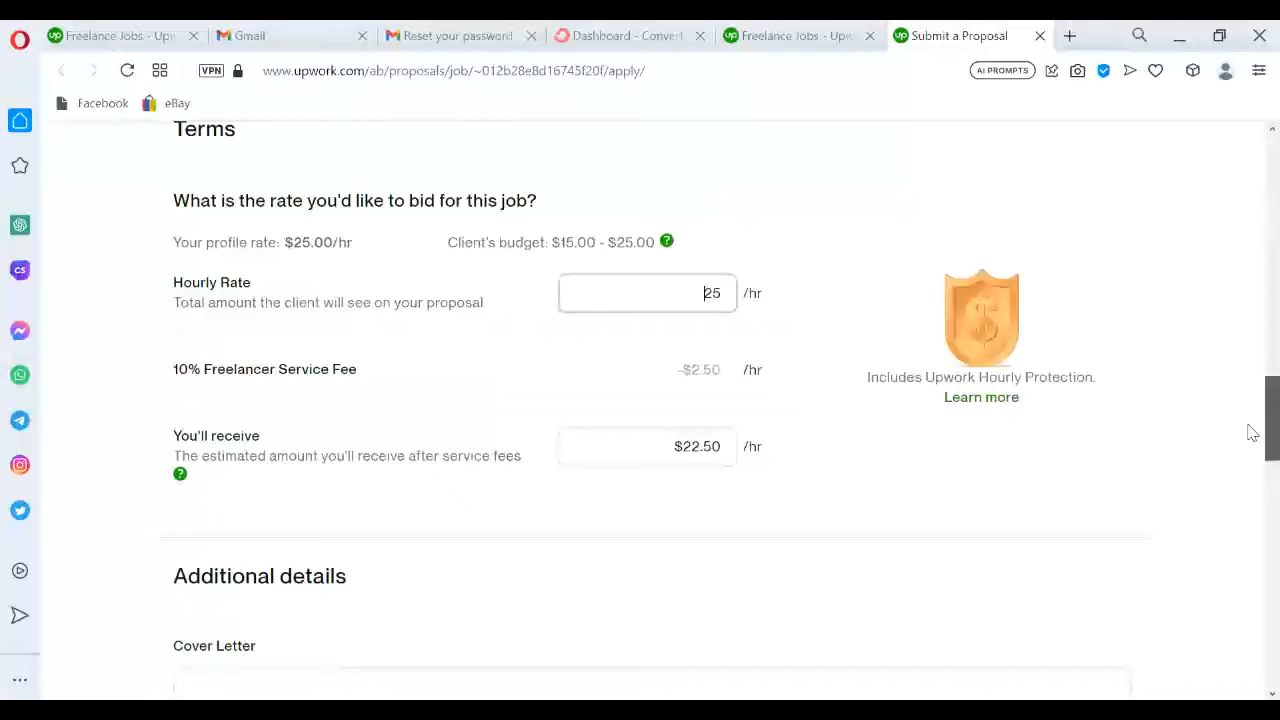 Freelance Jobs - Upw
Gmail
Reset your password
Dashboard - Convert
Freelance Jobs - Upw
Submit a Proposal
VPN
www.upwork.com/ab/proposals/job/~012b28e8d16745f20f/apply/
AI PROMPTS
Facebook
eBay
Terms
What is the rate you'd like to bid for this job?
Your profile rate: $25.00/hr
Client's budget: $15.00 - $25.00 ?
Hourly Rate
Total amount the client will see on your proposal
25 /hr
10% Freelancer Service Fee
-$2.50 /hr
Includes Upwork Hourly Protection.
Learn more
You'll receive
The estimated amount you'll receive after service fees
?
$22.50 /hr
Additional details
Cover Letter